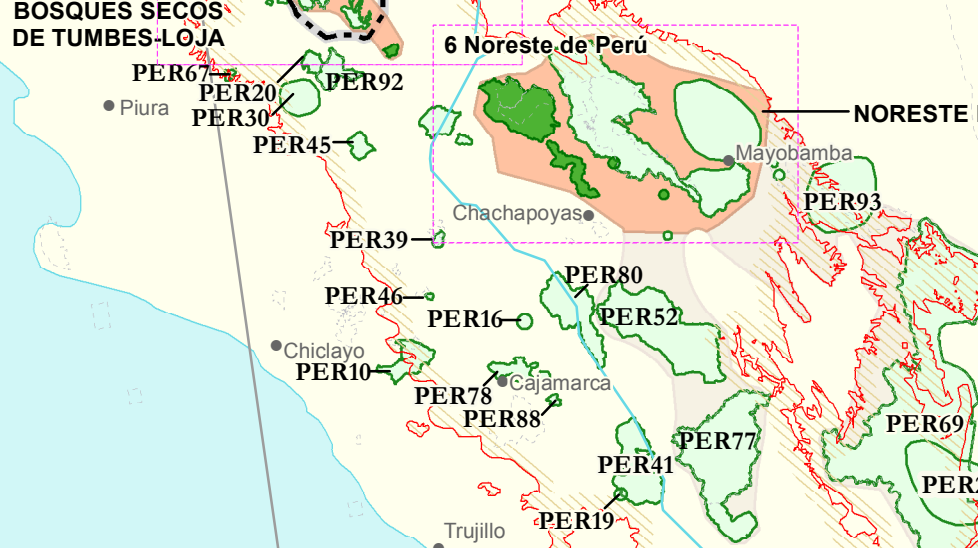 BOSQUES SECOS
DE TUMBES-LOJA
6 Noreste de Perú
PER67
PER20
PER92
PER30
Piura
NORESTE
PER45
Mayobamba
PER93
Chachapoyas
PER39
PER80
PER46
PER16
PER52
Chiclayo
PER10
PER78
Cajamarca
PER88
PER69
PER77
PER41
PER2
PER19
Trujillo